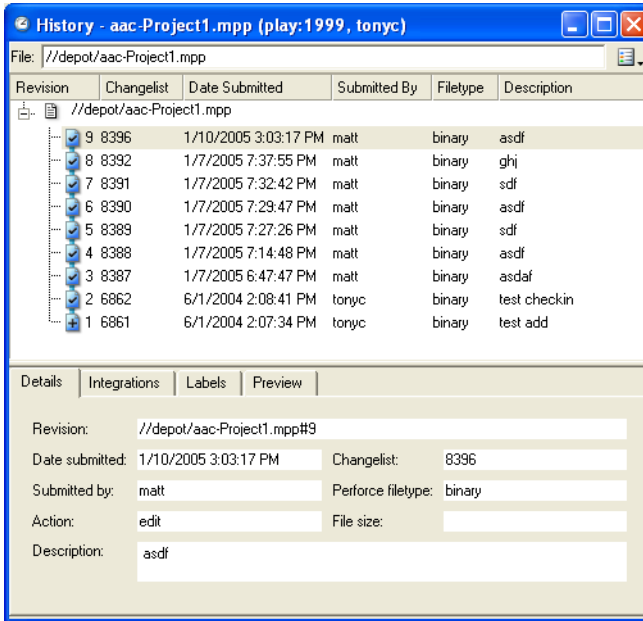 History - aac-Project1.mpp (play:1999, tonyc)
File: //depot/aac-Project1.mpp
Revision Changelist Date Submitted Submitted By Filetype Description
//depot/aac-Project1.mpp
9 8396 1/10/2005 3:03:17 PM matt binary asdf
8 8392 1/7/2005 7:37:55 PM matt binary ghj
7 8391 1/7/2005 7:32:42 PM matt binary sdf
6 8390 1/7/2005 7:29:47 PM matt binary asdf
5 8389 1/7/2005 7:27:26 PM matt binary sdf
4 8388 1/7/2005 7:14:48 PM matt binary asdf
3 8387 1/7/2005 6:47:47 PM matt binary asdaf
2 6862 6/1/2004 2:08:41 PM tonyc binary test checkin
1 6861 6/1/2004 2:07:34 PM tonyc binary test add
Details Integrations Labels Preview
Revision: //depot/aac-Project1.mpp#9
Date submitted: 1/10/2005 3:03:17 PM Changelist: 8396
Submitted by: matt Perforce filetype: binary
Action: edit File size:
Description: asdf